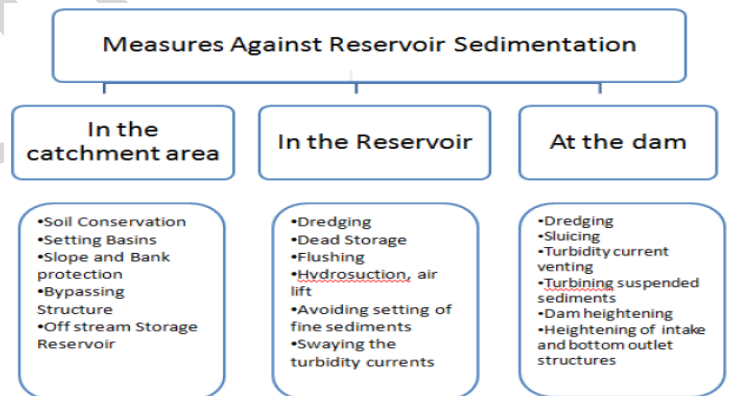 Measures Against Reservoir Sedimentation
In the
catchment area
•Soil Conservation
•Setting Basins
•Slope and Bank
protection
•Bypassing
Structure
•Off stream Storage
Reservoir
In the Reservoir
•Dredging
•Dead Storage
•Flushing
•Hydrosuction, air
lift
•Avoiding setting of
fine sediments
•Swaying the
turbidity currents
At the dam
•Dredging
•Sluicing
•Turbidity current
venting
•Turbining suspended
sediments
•Dam heightening
•Heightening of intake
and bottom outlet
structures